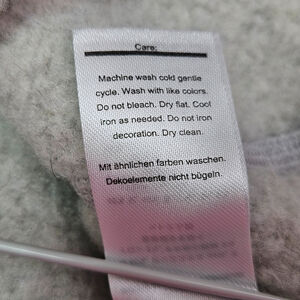 Care:
Machine wash cold gentle
cycle. Wash with like colors.
Do not bleach. Dry flat. Cool
iron as needed. Do not iron
decoration. Dry clean.
Mit ähnlichen farben waschen.
Dekoelemente nicht bügeln.